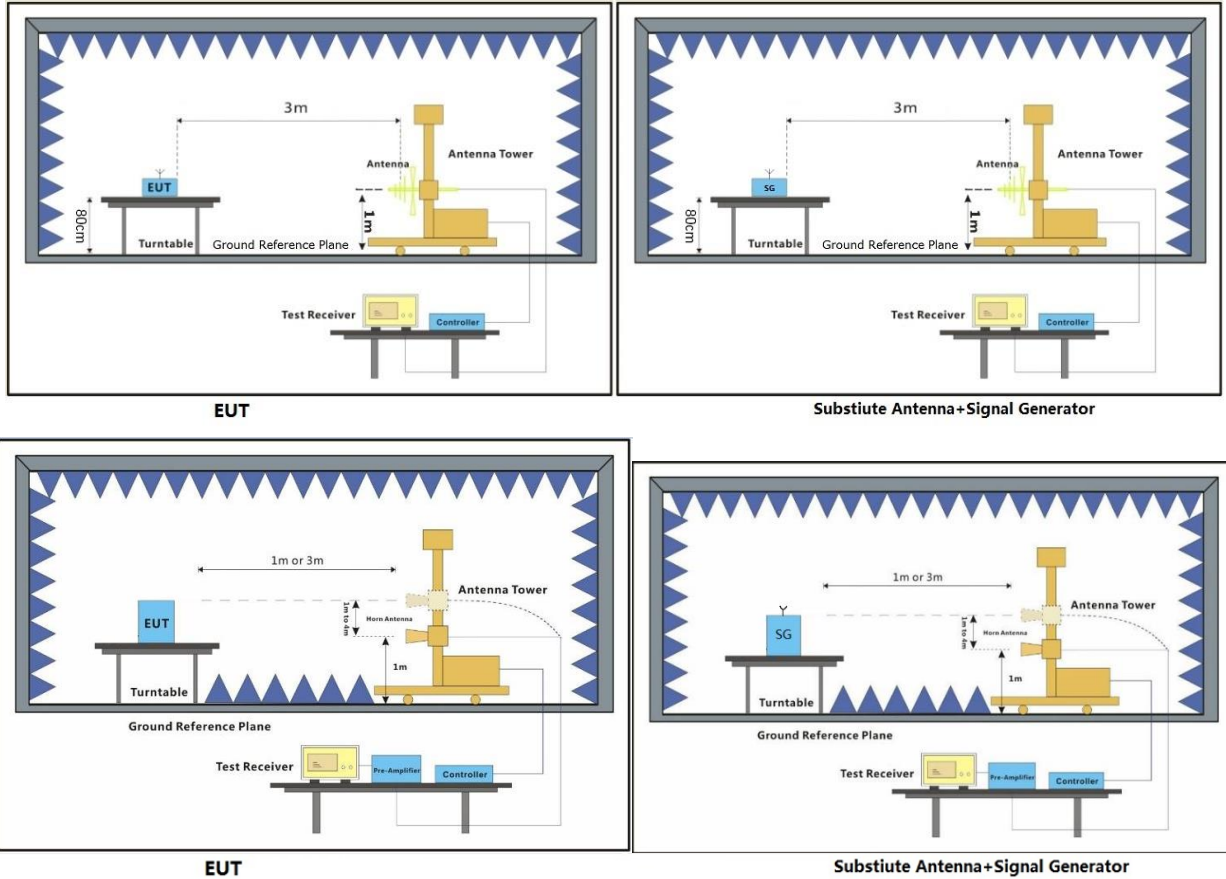 3m
Antenna
Antenna Tower
EUT
80cm
1m
Turntable
Ground Reference Plane
Test Receiver
Controller
EUT
3m
Antenna
Antenna Tower
SG
80cm
1m
Turntable
Ground Reference Plane
Test Receiver
Controller
Substiute Antenna+Signal Generator
1m or 3m
Antenna Tower
1m to 4m
Horn Antenna
EUT
1m
Turntable
Ground Reference Plane
Test Receiver
Pre-Amplifier
Controller
EUT
1m or 3m
Antenna Tower
1m to 4m
Horn Antenna
SG
1m
Turntable
Ground Reference Plane
Test Receiver
Pre-Amplifier
Controller
Substiute Antenna+Signal Generator